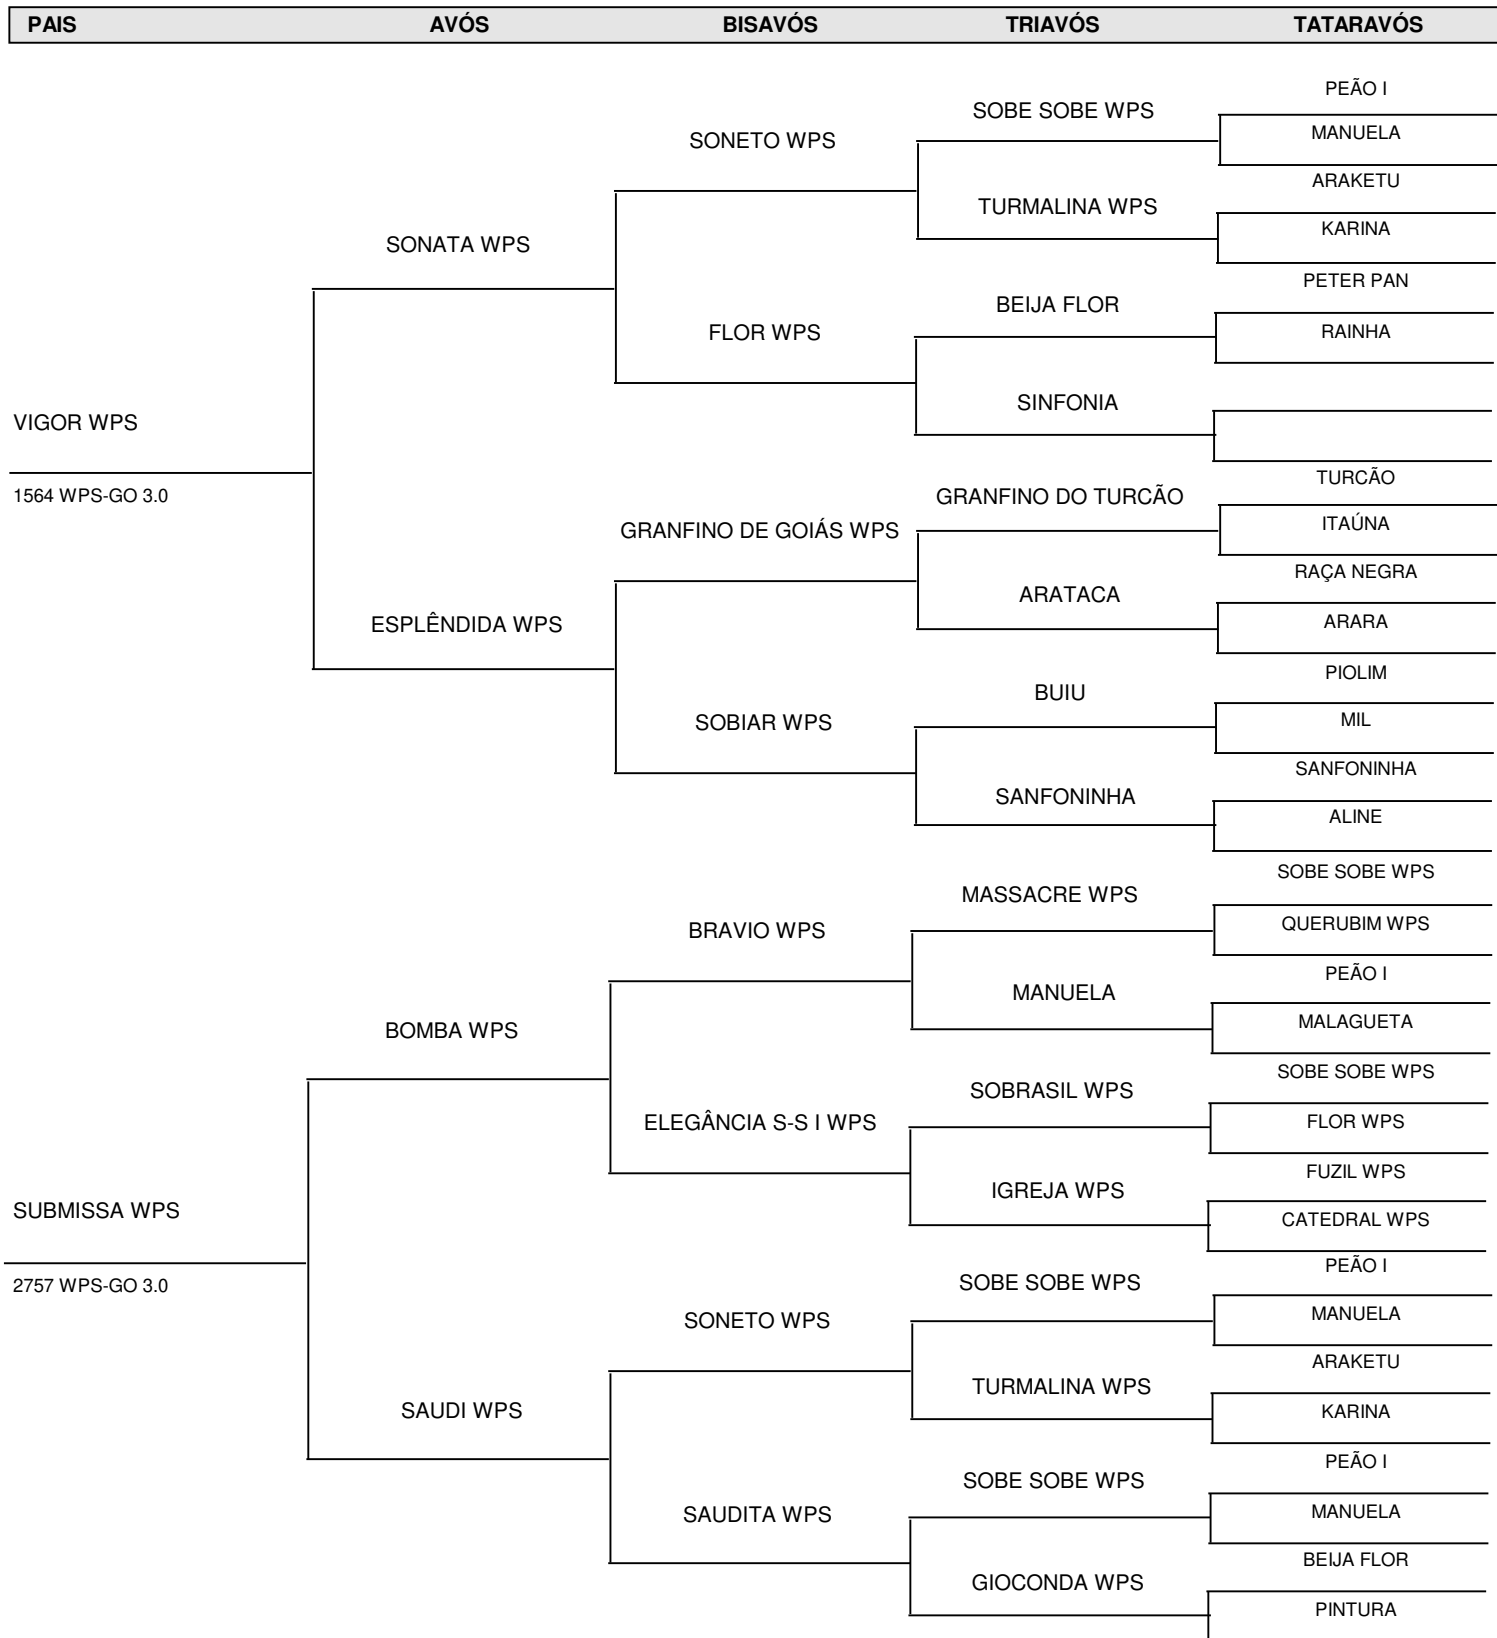 PAIS AVÓS BISAVÓS TRIAVÓS TATARAVÓS
PEÃO I
SOBE SOBE WPS
MANUELA
SONETO WPS
ARAKETU
TURMALINA WPS
KARINA
SONATA WPS
PETER PAN
BEIJA FLOR
RAINHA
FLOR WPS
SINFONIA
VIGOR WPS
TURCÃO
1564 WPS-GO 3.0
GRANFINO DO TURCÃO
ITAÚNA
GRANFINO DE GOIÁS WPS
RAÇA NEGRA
ARATACA
ARARA
ESPLÊNDIDA WPS
PIOLIM
BUIU
MIL
SOBIAR WPS
SANFONINHA
SANFONINHA
ALINE
SOBE SOBE WPS
MASSACRE WPS
QUERUBIM WPS
BRAVIO WPS
PEÃO I
MANUELA
MALAGUETA
BOMBA WPS
SOBE SOBE WPS
SOBRASIL WPS
FLOR WPS
ELEGÂNCIA S-S I WPS
FUZIL WPS
IGREJA WPS
SUBMISSA WPS
CATEDRAL WPS
PEÃO I
2757 WPS-GO 3.0
SOBE SOBE WPS
MANUELA
SONETO WPS
ARAKETU
TURMALINA WPS
SAUDI WPS
KARINA
PEÃO I
SOBE SOBE WPS
MANUELA
SAUDITA WPS
BEIJA FLOR
GIOCONDA WPS
PINTURA